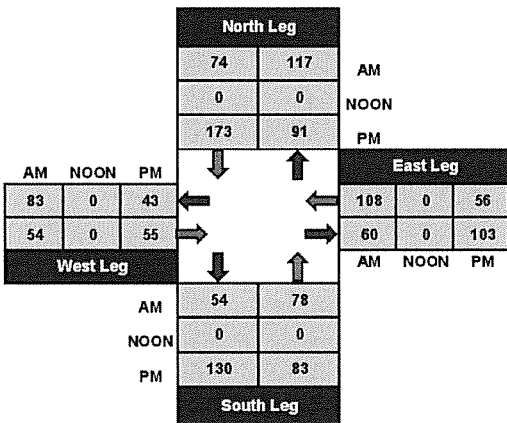 North Leg
74 117 AM
0 0 NOON
173 91 PM
East Leg
AM NOON PM
83 0 43
108 0 56
54 0 55
60 0 103
West Leg
AM NOON PM
AM 54 78
NOON 0 0
PM 130 83
South Leg